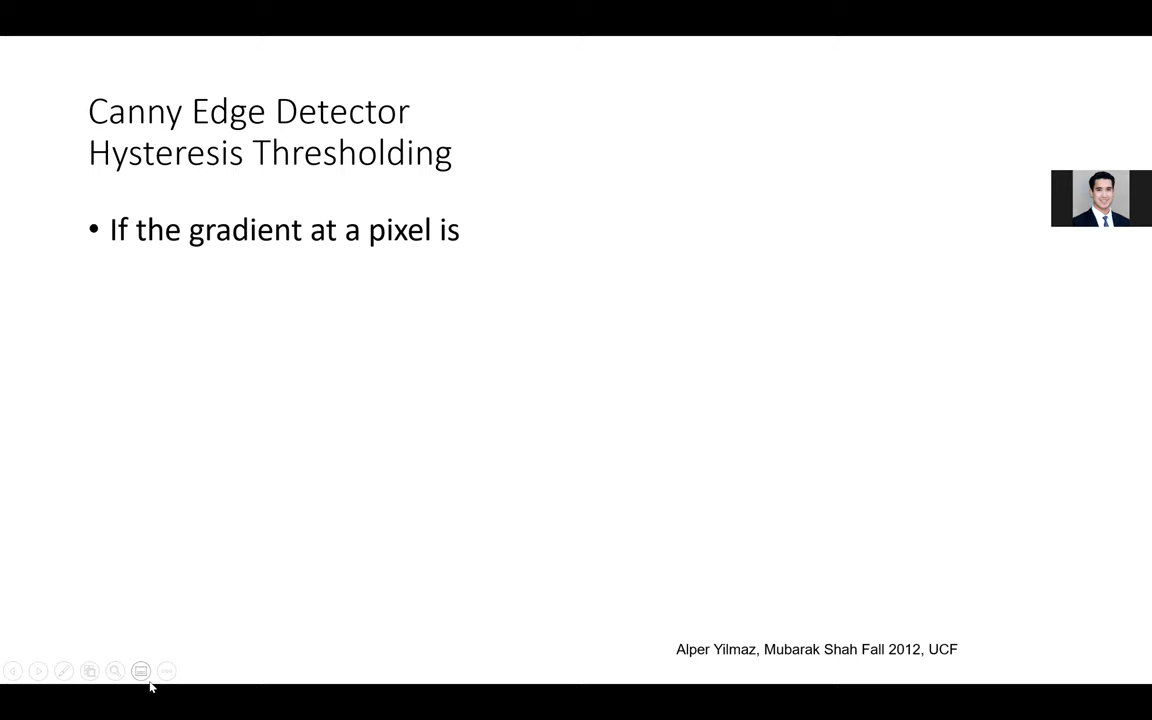 Canny Edge Detector
Hysteresis Thresholding
• If the gradient at a pixel is
Alper Yilmaz, Mubarak Shah Fall 2012, UCF